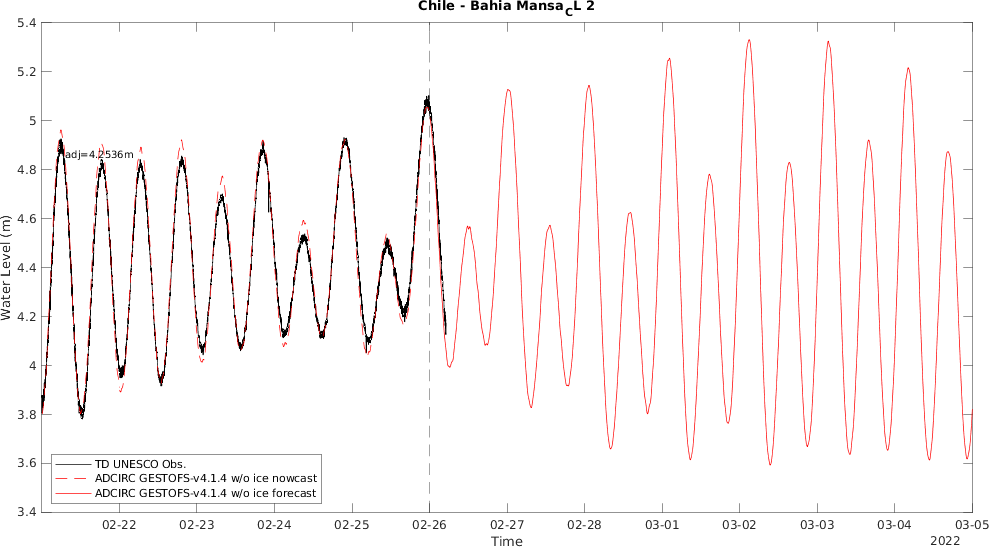 Chile - Bahia MansaCL 2
5.4
5.2
5
4.8
4.6
4.4
4.2
4
3.8
3.6
3.4
Water Level (m)
adj=4.2536m
TD UNESCO Obs.
ADCIRC GESTOFS-v4.1.4 w/o ice nowcast
ADCIRC GESTOFS-v4.1.4 w/o ice forecast
02-22 02-23 02-24 02-25 02-26 02-27 02-28 03-01 03-02 03-03 03-04 03-05
Time
2022